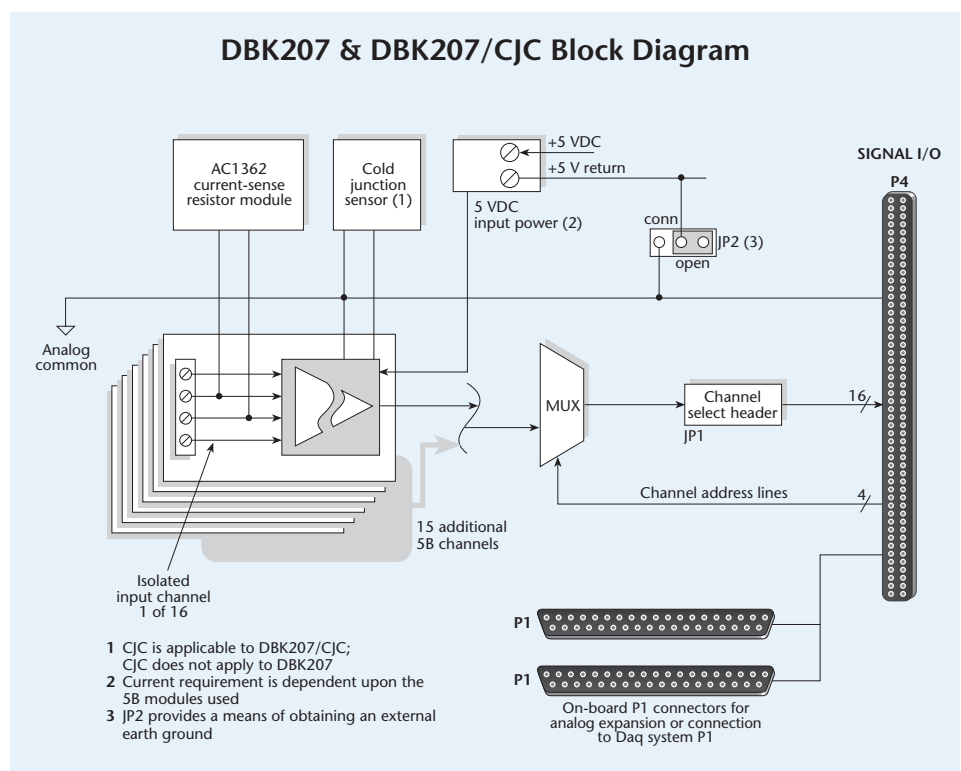 DBK207 & DBK207/CJC Block Diagram
AC1362
current-sense
resistor module
Cold
junction
sensor (1)
+5 VDC
+5 V return
5 VDC
input power (2)
conn
JP2 (3)
open
SIGNAL I/O
P4
Analog
common
MUX
Channel
select header
JP1
16
Channel address lines
4
15 additional
5B channels
Isolated
input channel
1 of 16
P1
P1
On-board P1 connectors for
analog expansion or connection
to Daq system P1
1 CJC is applicable to DBK207/CJC;
CJC does not apply to DBK207
2 Current requirement is dependent upon the
5B modules used
3 JP2 provides a means of obtaining an external
earth ground